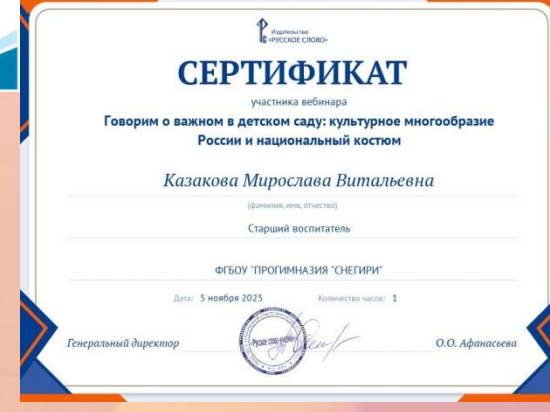 Издательство
«РУССКОЕ СЛОВО»
СЕРТИФИКАТ
участника вебинара
Говорим о важном в детском саду: культурное многообразие
России и национальный костюм
Казакова Мирослава Витальевна
(фамилия, имя, отчество)
Старший воспитатель
ФГБОУ "ПРОГИМНАЗИЯ "СНЕГИРИ"
Дата: 5 ноября 2025 Количество часов: 1
Генеральный директор О.О. Афанасьева